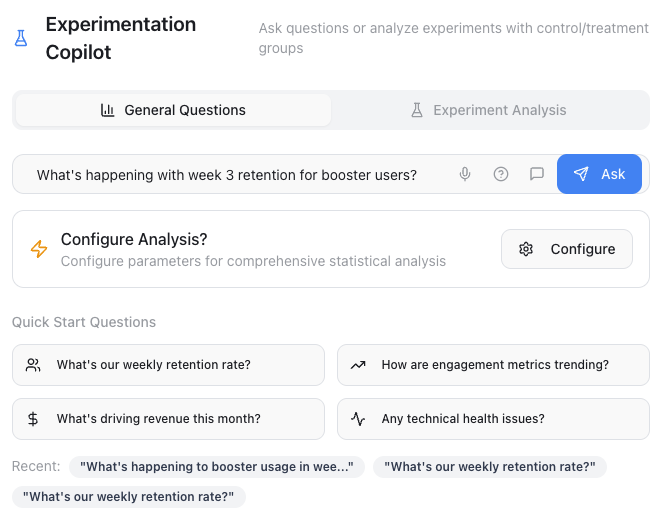 Experimentation
Copilot
Ask questions or analyze experiments with control/treatment
groups
General Questions
Experiment Analysis
What's happening with week 3 retention for booster users?
Ask
Configure Analysis?
Configure parameters for comprehensive statistical analysis
Configure
Quick Start Questions
What's our weekly retention rate?
How are engagement metrics trending?
What's driving revenue this month?
Any technical health issues?
Recent: "What's happening to booster usage in wee..." "What's our weekly retention rate?"
"What's our weekly retention rate?"